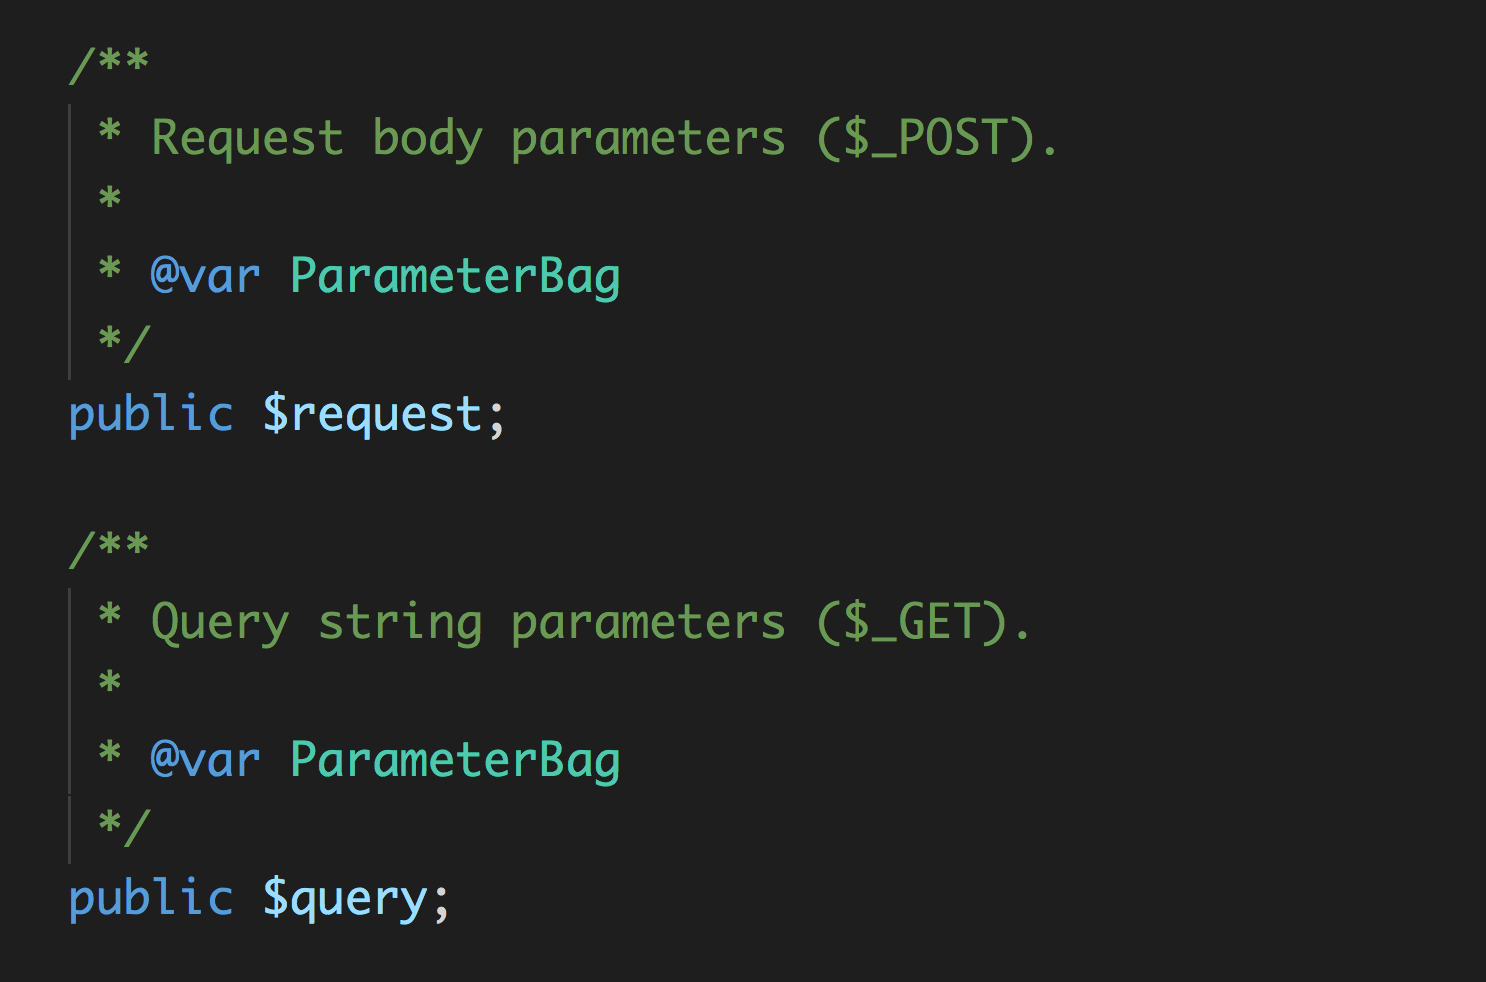 /**
* Request body parameters ($_POST).
*
* @var ParameterBag
*/
public $request;
/**
* Query string parameters ($_GET).
*
* @var ParameterBag
*/
public $query;